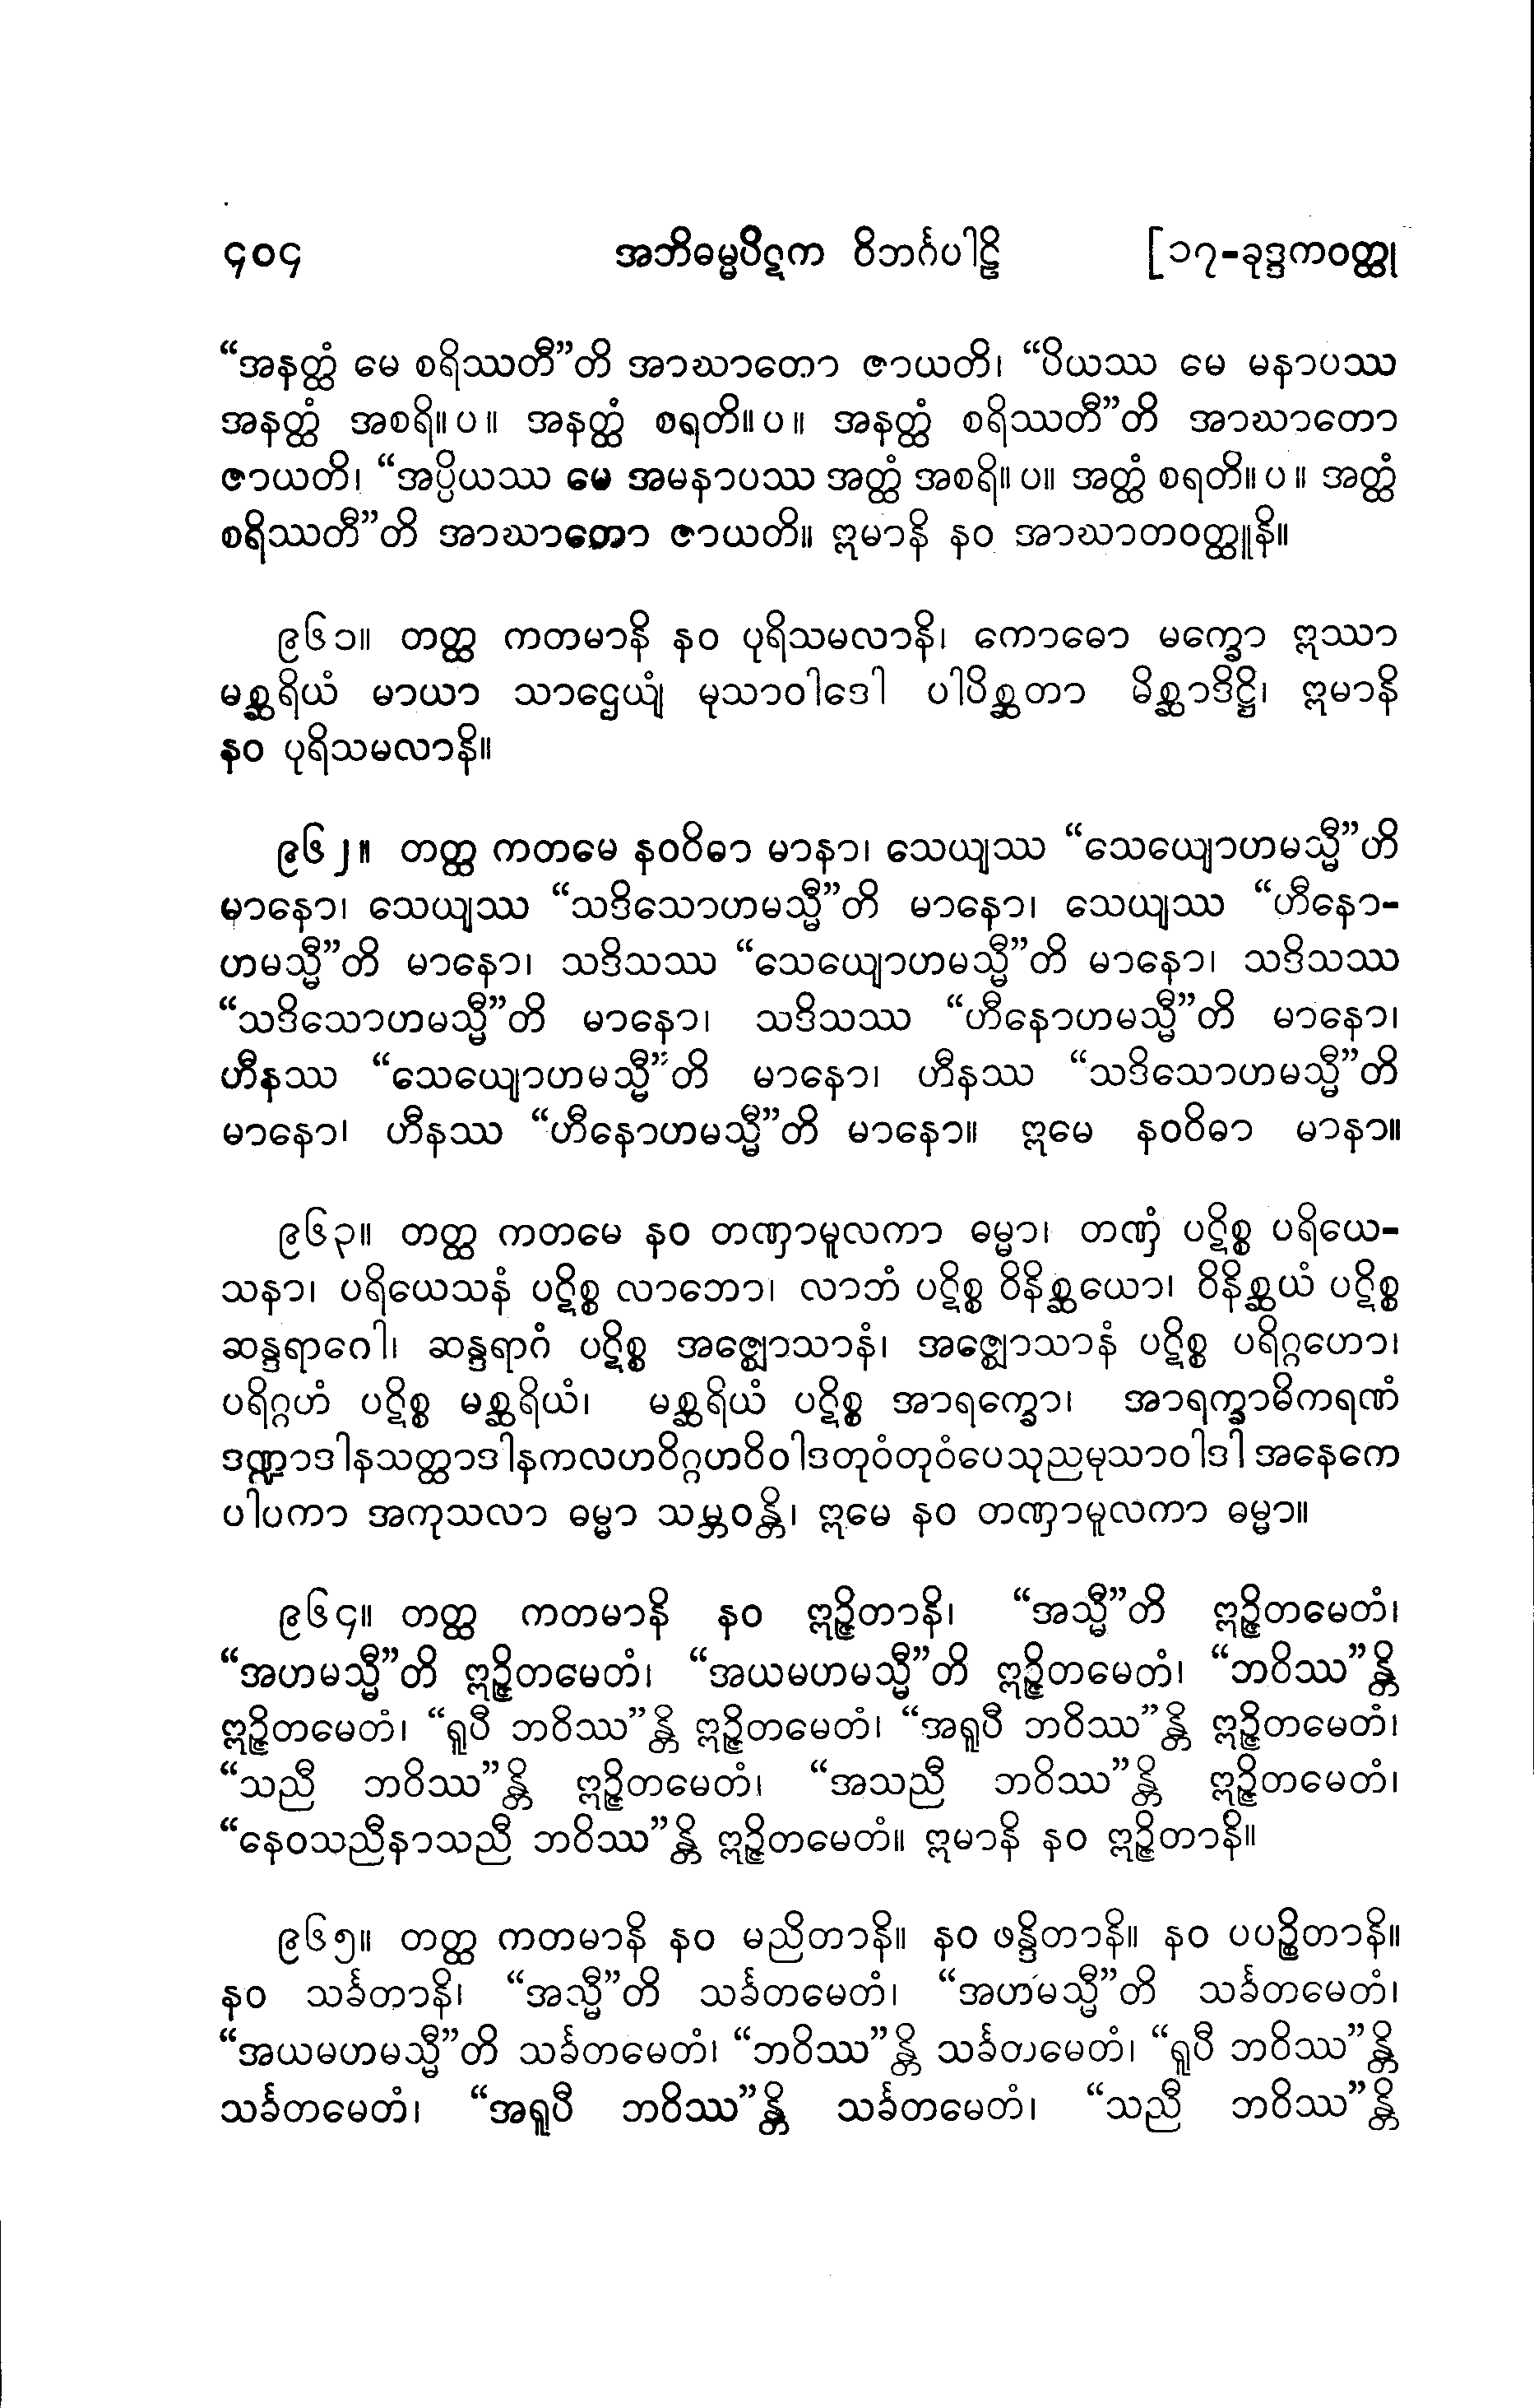 ၄၀၄ အဘိဓမ္မပိဋက ဝိဘင်္ဂပါဠိ [၁၇-ခုဒ္ဒကဝတ္ထု
“အနတ္ထံ မေ စရိဿတီ”တိ အာဃာတော ဇာယတိ၊ “ပိယဿ မေ မနာပဿ
အနတ္ထံ အစရိ။ပ။ အနတ္ထံ စရတိ။ပ။ အနတ္ထံ စရိဿတီ”တိ အာဃာတော
ဇာယတိ၊ “အပ္ပိယဿ မေ အမနာပဿ အတ္ထံ အစရိ။ပ။ အတ္ထံ စရတိ။ပ။ အတ္ထံ
စရိဿတီ”တိ အာဃာတော ဇာယတိ။ ဣမာနိ နဝ အာဃာတဝတ္ထူနိ။
၉၆၁။ တတ္ထ ကတမာနိ နဝ ပုရိသမလာနိ၊ ကောဓော မက္ခော ဣဿာ
မစ္ဆရိယံ မာယာ သာဌေယျံ မုသာဝါဒေါ ပါပိစ္ဆတာ မိစ္ဆာဒိဋ္ဌိ၊ ဣမာနိ
နဝ ပုရိသမလာနိ။
၉၆၂။ တတ္ထ ကတမေ နဝဝိဓာ မာနာ၊ သေယျဿ “သေယျောဟမသ္မီ”ဟိ
မာနော၊ သေယျဿ “သဒိသောဟမသ္မီ”တိ မာနော၊ သေယျဿ “ဟီနော-
ဟမသ္မီ”တိ မာနော၊ သဒိသဿ “သေယျောဟမသ္မီ”တိ မာနော၊ သဒိသဿ
“သဒိသောဟမသ္မီ”တိ မာနော၊ သဒိသဿ “ဟီနောဟမသ္မီ”တိ မာနော၊
ဟီနဿ “သေယျောဟမသ္မီ”တိ မာနော၊ ဟီနဿ “သဒိသောဟမသ္မီ”တိ
မာနော၊ ဟီနဿ “ဟီနောဟမသ္မီ”တိ မာနော။ ဣမေ နဝဝိဓာ မာနာ။
၉၆၃။ တတ္ထ ကတမေ နဝ တဏှာမူလကာ ဓမ္မာ၊ တဏှံ ပဋိစ္စ ပရိယေ-
သနာ၊ ပရိယေသနံ ပဋိစ္စ လာဘော၊ လာဘံ ပဋိစ္စ ဝိနိစ္ဆယော၊ ဝိနိစ္ဆယံ ပဋိစ္စ
ဆန္ဒရာဂေါ၊ ဆန္ဒရာဂံ ပဋိစ္စ အဇ္ဈောသာနံ၊ အဇ္ဈောသာနံ ပဋိစ္စ ပရိဂ္ဂဟော၊
ပရိဂ္ဂဟံ ပဋိစ္စ မစ္ဆရိယံ၊ မစ္ဆရိယံ ပဋိစ္စ အာရက္ခော၊ အာရက္ခာဓိကရဏံ
ဒဏ္ဍာဒါနသတ္ထာဒါနကလဟဝိဂ္ဂဟဝိဝါဒတုဝံတုဝံပေသုညမုသာဝါဒါ အနေကေ
ပါပကာ အကုသလာ ဓမ္မာ သမ္ဘဝန္တိ၊ ဣမေ နဝ တဏှာမူလကာ ဓမ္မာ။
၉၆၄။ တတ္ထ ကတမာနိ နဝ ဣဉ္ဇိတာနိ၊ “အသ္မီ”တိ ဣဉ္ဇိတမေတံ၊
“အဟမသ္မီ”တိ ဣဉ္ဇိတမေတံ၊ “အယမဟမသ္မီ”တိ ဣဉ္ဇိတမေတံ၊ “ဘဝိဿ”န္တိ
ဣဉ္ဇိတမေတံ၊ “ရူပီ ဘဝိဿ”န္တိ ဣဉ္ဇိတမေတံ၊ “အရူပီ ဘဝိဿ”န္တိ ဣဉ္ဇိတမေတံ၊
“သညီ ဘဝိဿ”န္တိ ဣဉ္ဇိတမေတံ၊ “အသညီ ဘဝိဿ”န္တိ ဣဉ္ဇိတမေတံ၊
“နေဝသညီနာသညီ ဘဝိဿ”န္တိ ဣဉ္ဇိတမေတံ။ ဣမာနိ နဝ ဣဉ္ဇိတာနိ။
၉၆၅။ တတ္ထ ကတမာနိ နဝ မညိတာနိ။ နဝ ဖန္ဒိတာနိ။ နဝ ပပဉ္စိတာနိ။
နဝ သင်္ခတာနိ၊ “အသ္မီ”တိ သင်္ခတမေတံ၊ “အဟမသ္မီ”တိ သင်္ခတမေတံ၊
“အယမဟမသ္မီ”တိ သင်္ခတမေတံ၊ “ဘဝိဿ”န္တိ သင်္ခတမေတံ၊ “ရူပီ ဘဝိဿ”န္တိ
သင်္ခတမေတံ၊ “အရူပီ ဘဝိဿ”န္တိ သင်္ခတမေတံ၊ “သညီ ဘဝိဿ”န္တိ